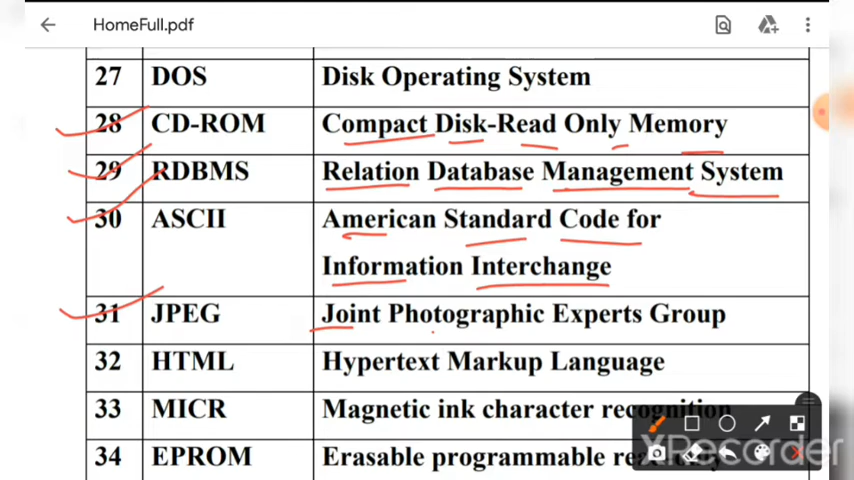 HomeFull.pdf
27 DOS Disk Operating System
28 CD-ROM Compact Disk-Read Only Memory
29 RDBMS Relation Database Management System
30 ASCII American Standard Code for
Information Interchange
31 JPEG Joint Photographic Experts Group
32 HTML Hypertext Markup Language
33 MICR Magnetic ink character recognition
34 EPROM Erasable programmable
XRecorder